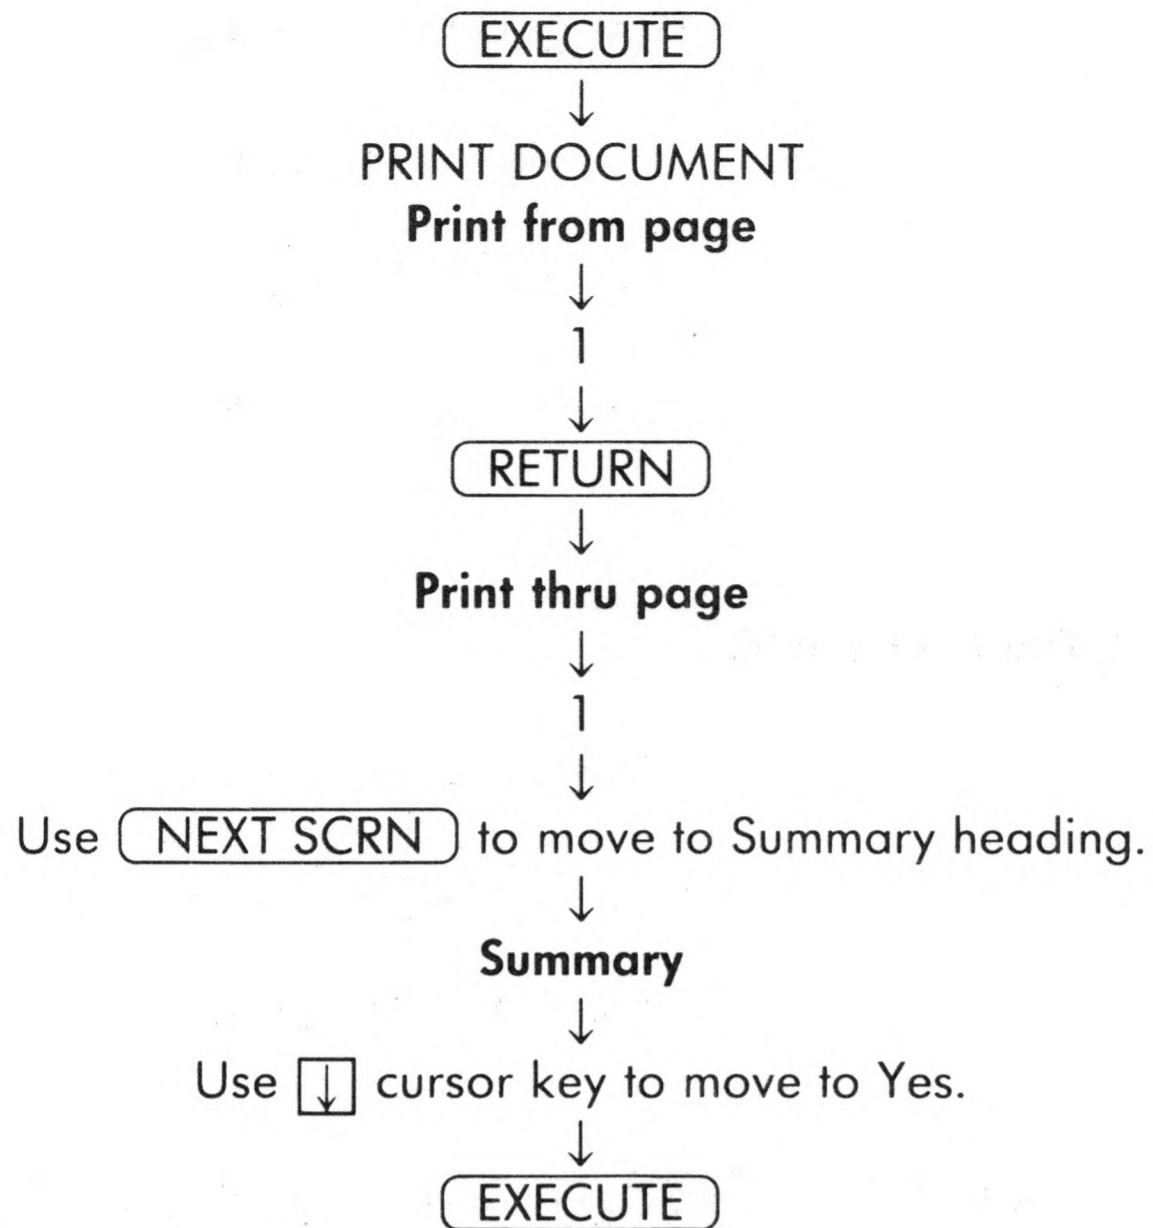 EXECUTE
↓
PRINT DOCUMENT
Print from page
↓
1
↓
RETURN
↓
Print thru page
↓
1
↓
Use NEXT SCRN to move to Summary heading.
↓
Summary
↓
Use ↓ cursor key to move to Yes.
↓
EXECUTE